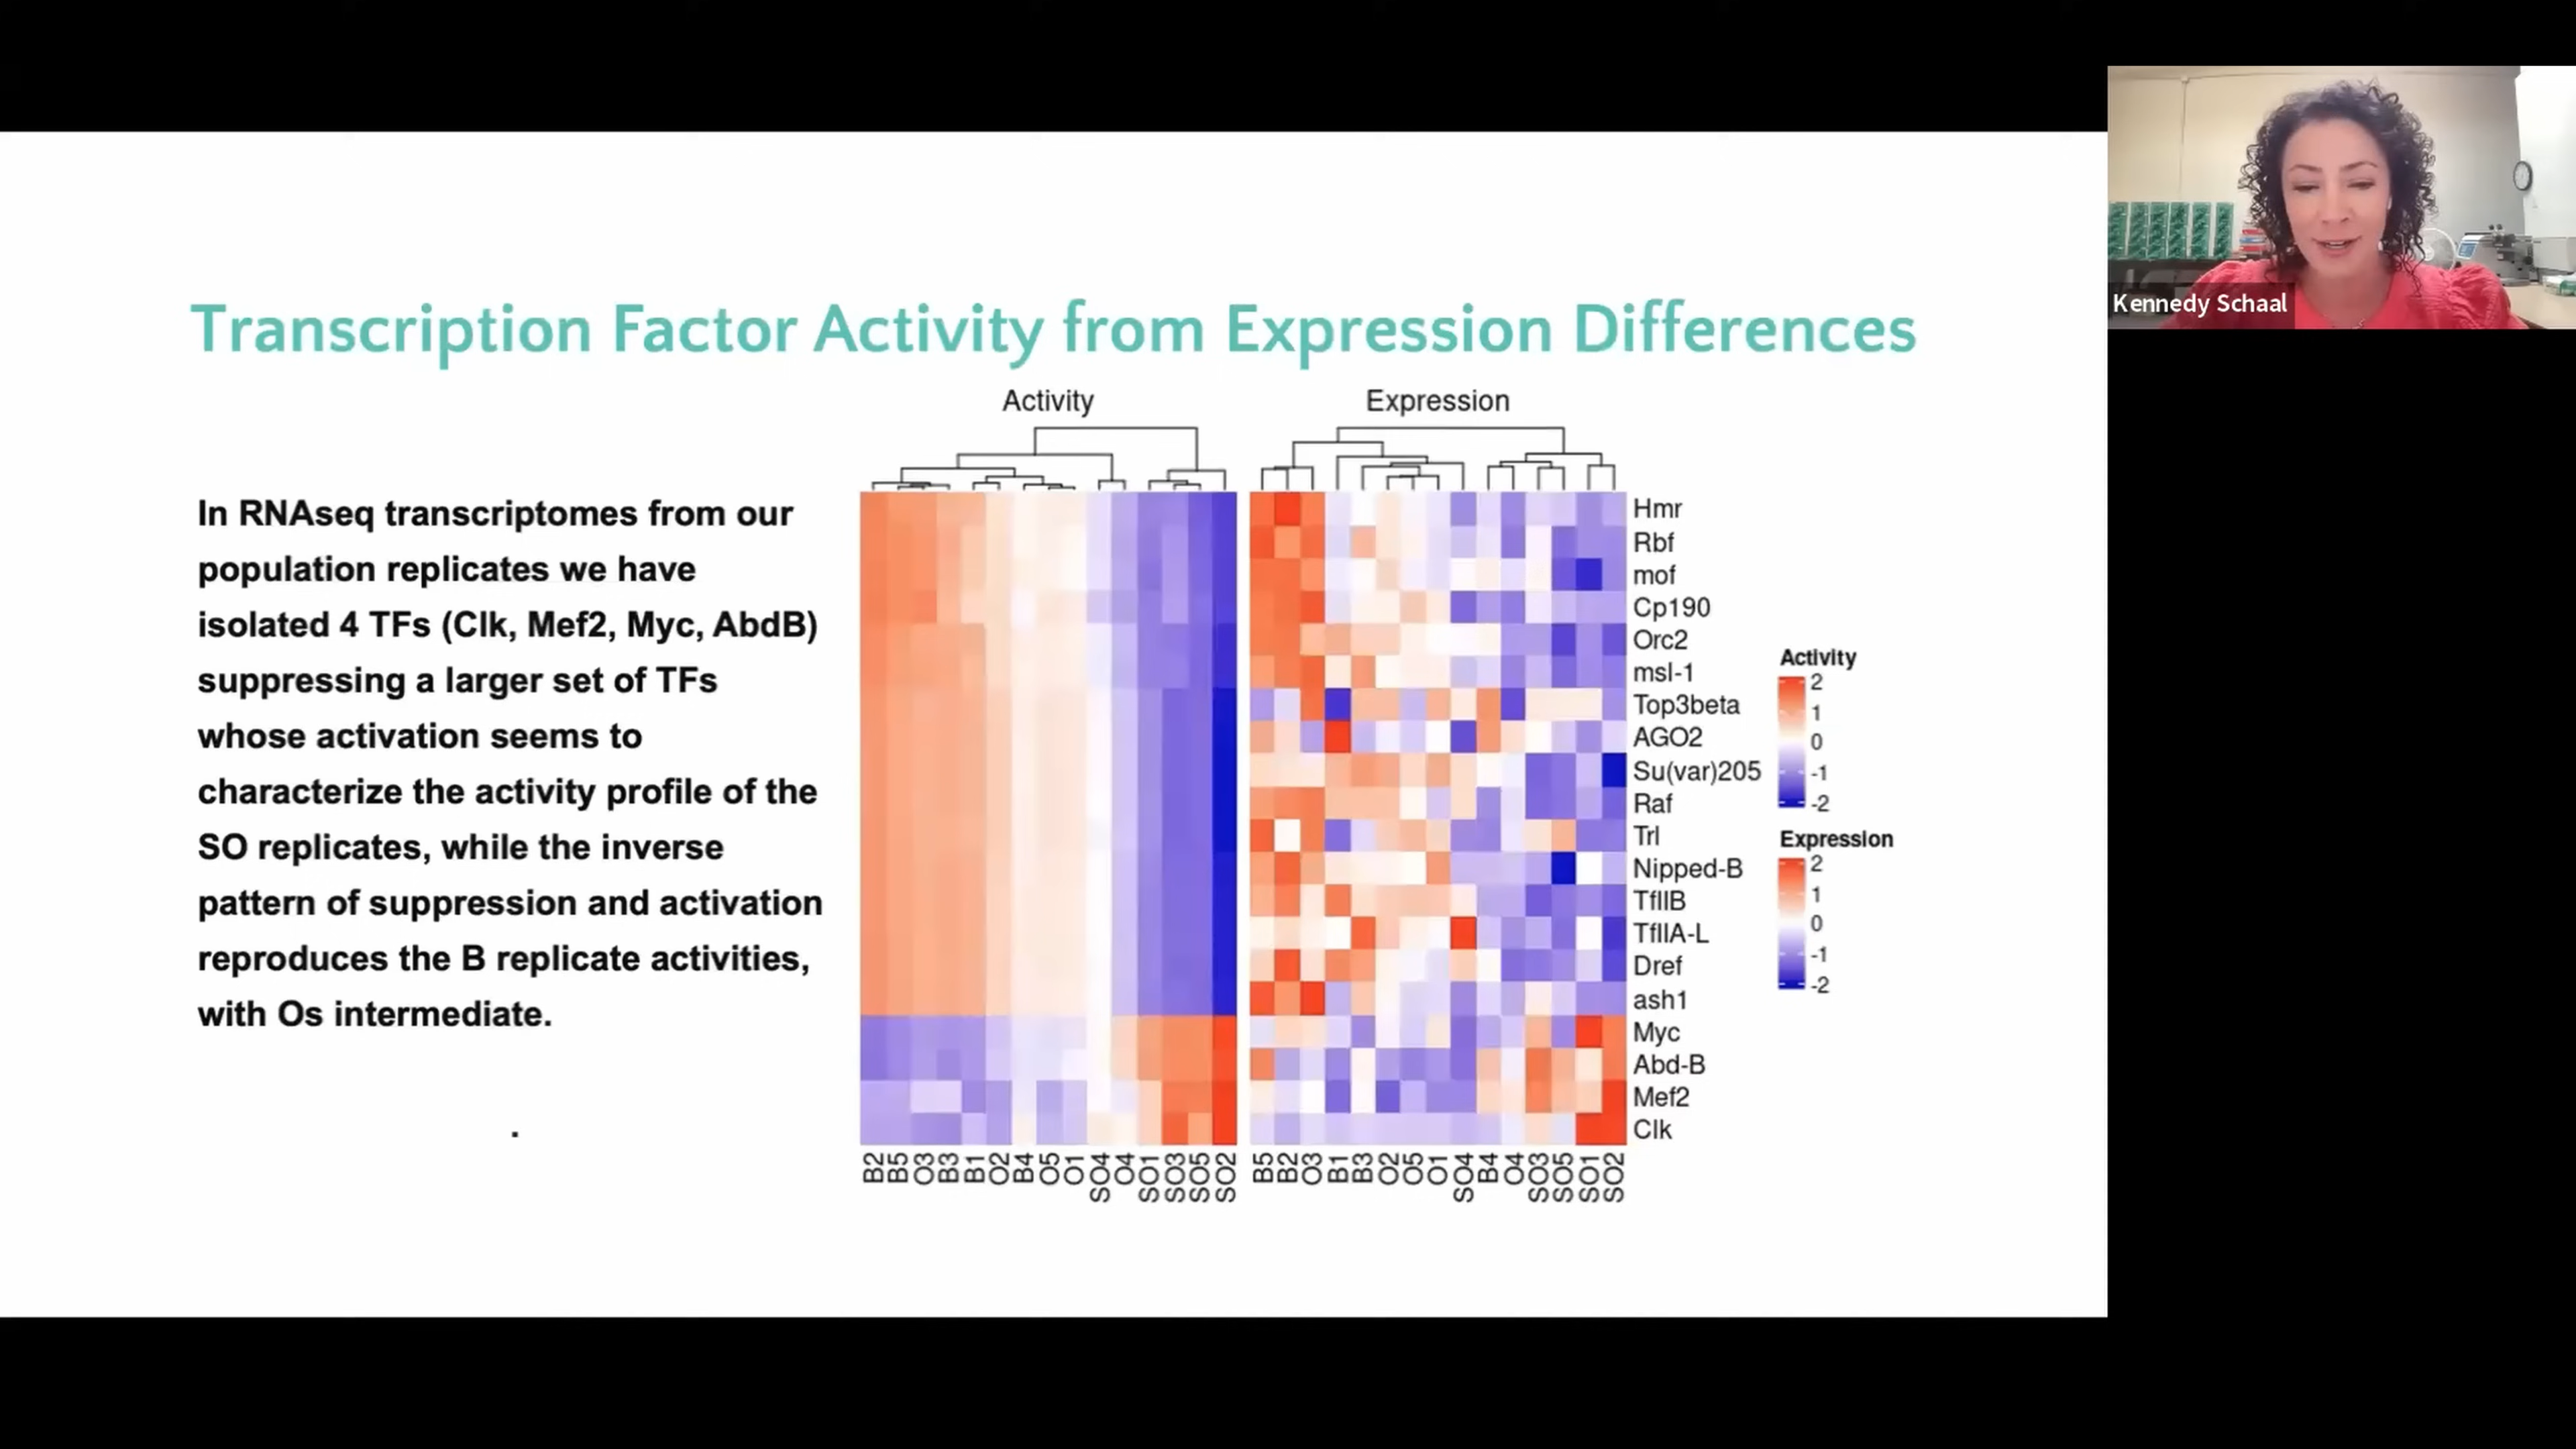 Kennedy Schaal
Transcription Factor Activity from Expression Differences
In RNAseq transcriptomes from our
population replicates we have
isolated 4 TFs (Clk, Mef2, Myc, AbdB)
suppressing a larger set of TFs
whose activation seems to
characterize the activity profile of the
SO replicates, while the inverse
pattern of suppression and activation
reproduces the B replicate activities,
with Os intermediate.
.
Activity
Expression
Hmr
Rbf
mof
Cp190
Orc2
msl-1
Top3beta
AGO2
Su(var)205
Raf
Trl
Nipped-B
TfIIB
TfIIA-L
Dref
ash1
Myc
Abd-B
Mef2
Clk
B2 B5 O3 B3 B1 O2 B4 O5 O1 SO4 O4 SO1 SO3 SO5 SO2
B5 B2 O3 B1 B3 O2 O5 O1 SO4 B4 O4 SO3 SO5 SO1 SO2
Activity
2
1
0
-1
-2
Expression
2
1
0
-1
-2